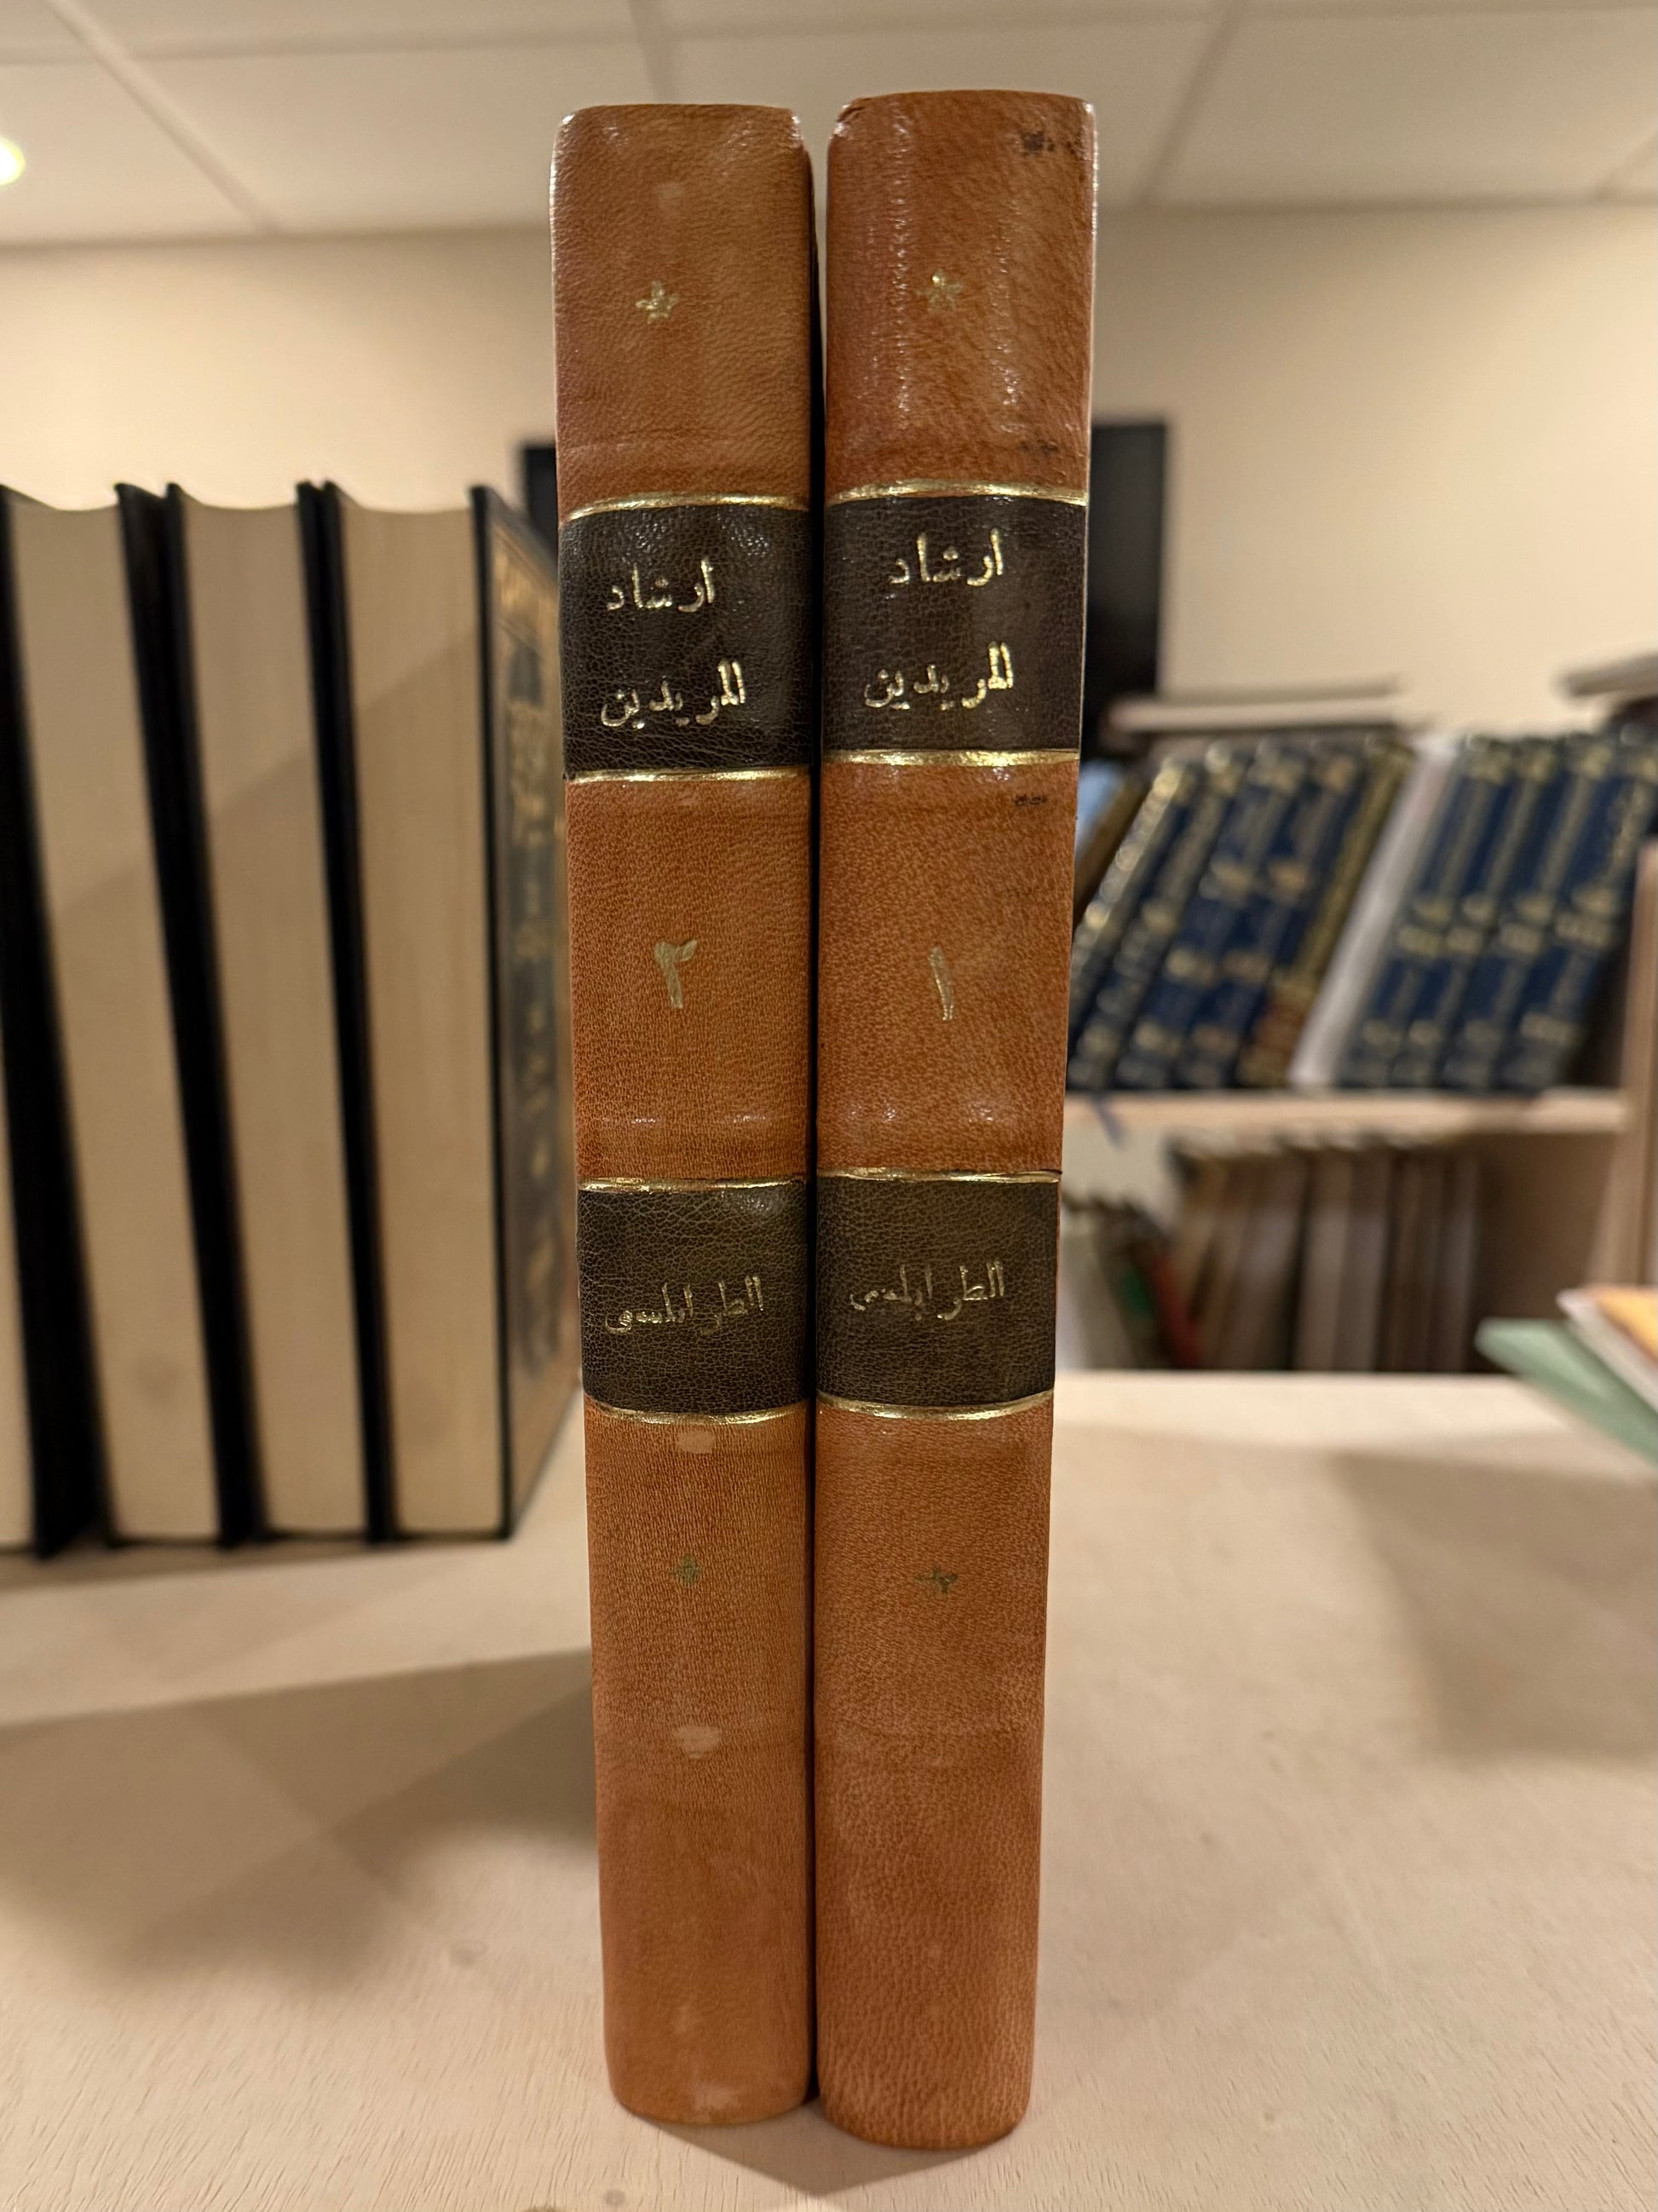 ارشاد
المريدين
١
الطرابلسي
ارشاد
المريدين
٢
الطرابلسي